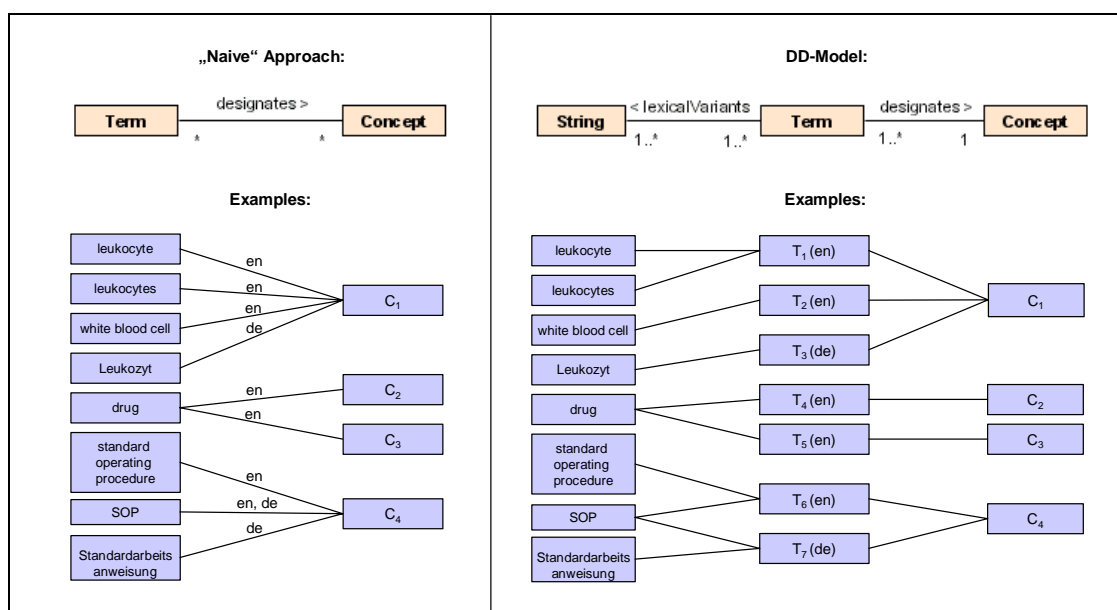 „Naive“ Approach:
designates >
Term
Concept
*
*
Examples:
leukocyte
leukocytes
white blood cell
Leukozyt
drug
standard
operating
procedure
SOP
Standardarbeits
anweisung
en
en
en
de
en
en
en
en, de
de
C1
C2
C3
C4
DD-Model:
< lexicalVariants
designates >
String
Term
Concept
1..*
1..*
1..*
1
Examples:
leukocyte
leukocytes
white blood cell
Leukozyt
drug
standard
operating
procedure
SOP
Standardarbeits
anweisung
T1 (en)
T2 (en)
T3 (de)
T4 (en)
T5 (en)
T6 (en)
T7 (de)
C1
C2
C3
C4